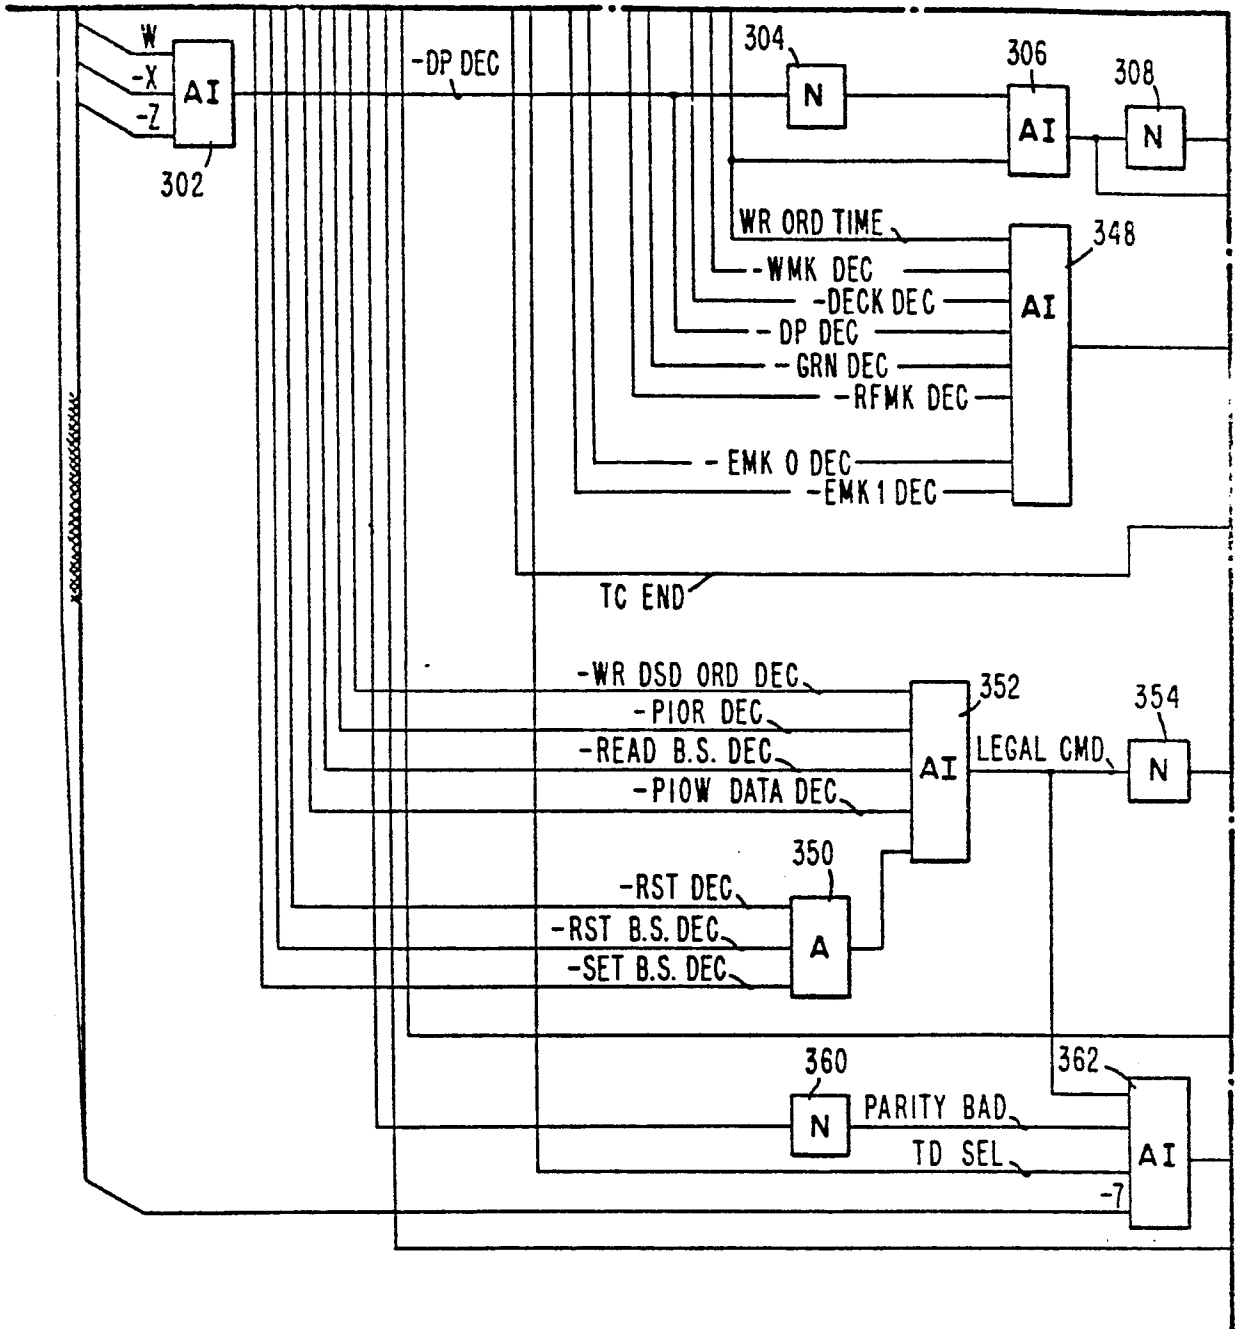 W
-X
-Z
AI
302
-DP DEC
304
N
306
AI
308
N
WR ORD TIME
348
-WMK DEC
-DECK DEC
AI
-DP DEC
-GRN DEC
-RFMK DEC
-EMK 0 DEC
-EMK 1 DEC
TC END
-WR DSD ORD DEC
352
-PIOR DEC
354
-READ B.S. DEC
AI
LEGAL CMD
N
-PIOW DATA DEC
350
-RST DEC
-RST B.S. DEC
A
-SET B.S. DEC
360
362
N
PARITY BAD
TD SEL
AI
-7